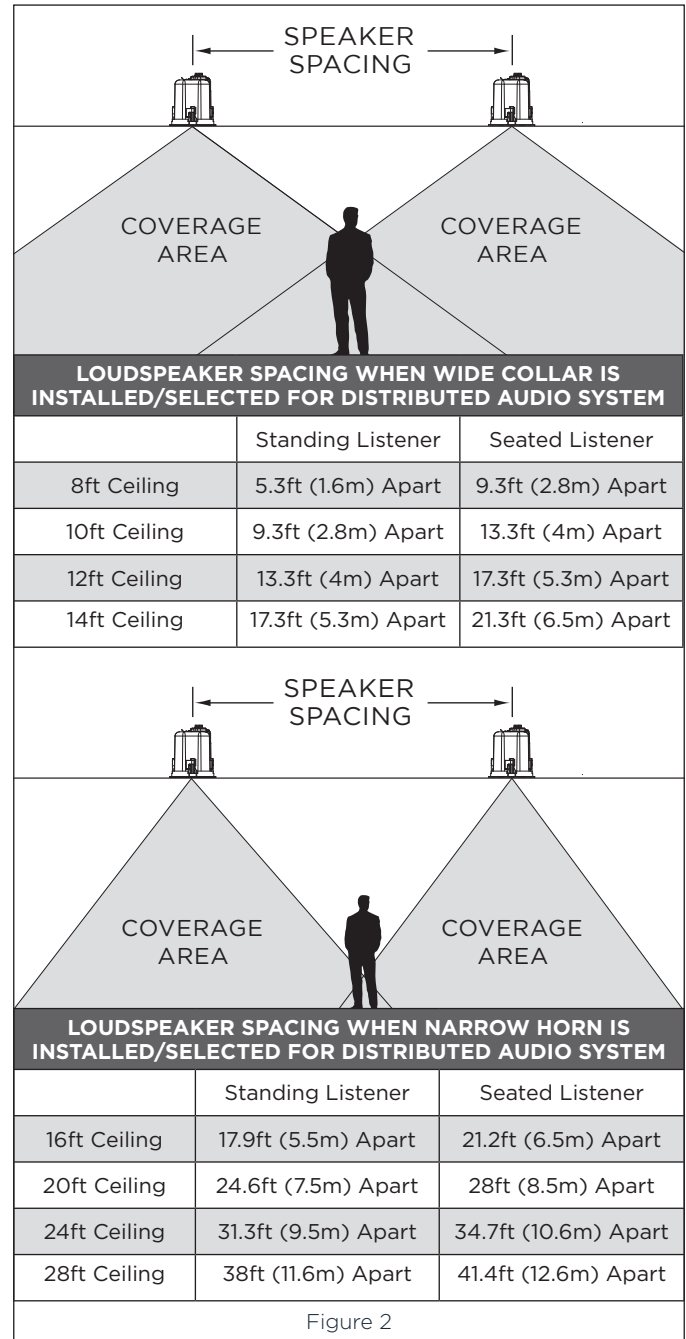 SPEAKER
SPACING
COVERAGE
AREA
COVERAGE
AREA
LOUDSPEAKER SPACING WHEN WIDE COLLAR IS
INSTALLED/SELECTED FOR DISTRIBUTED AUDIO SYSTEM
Standing Listener Seated Listener
8ft Ceiling 5.3ft (1.6m) Apart 9.3ft (2.8m) Apart
10ft Ceiling 9.3ft (2.8m) Apart 13.3ft (4m) Apart
12ft Ceiling 13.3ft (4m) Apart 17.3ft (5.3m) Apart
14ft Ceiling 17.3ft (5.3m) Apart 21.3ft (6.5m) Apart
SPEAKER
SPACING
COVERAGE
AREA
COVERAGE
AREA
LOUDSPEAKER SPACING WHEN NARROW HORN IS
INSTALLED/SELECTED FOR DISTRIBUTED AUDIO SYSTEM
Standing Listener Seated Listener
16ft Ceiling 17.9ft (5.5m) Apart 21.2ft (6.5m) Apart
20ft Ceiling 24.6ft (7.5m) Apart 28ft (8.5m) Apart
24ft Ceiling 31.3ft (9.5m) Apart 34.7ft (10.6m) Apart
28ft Ceiling 38ft (11.6m) Apart 41.4ft (12.6m) Apart
Figure 2